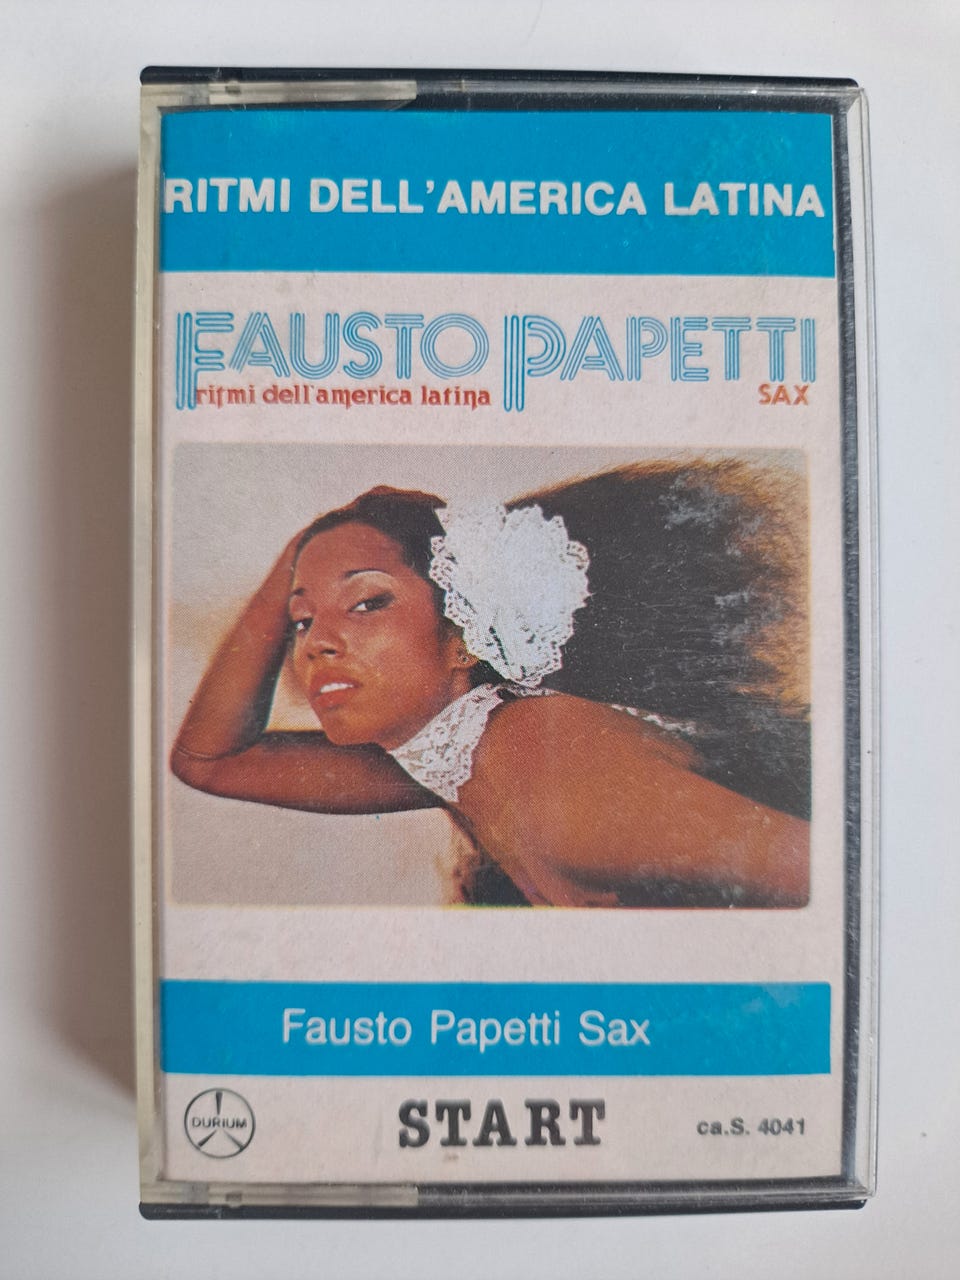 RITMI DELL'AMERICA LATINA
FAUSTO PAPETTI
ritmi dell'america latina SAX
Fausto Papetti Sax
DURIUM START ca.S. 4041